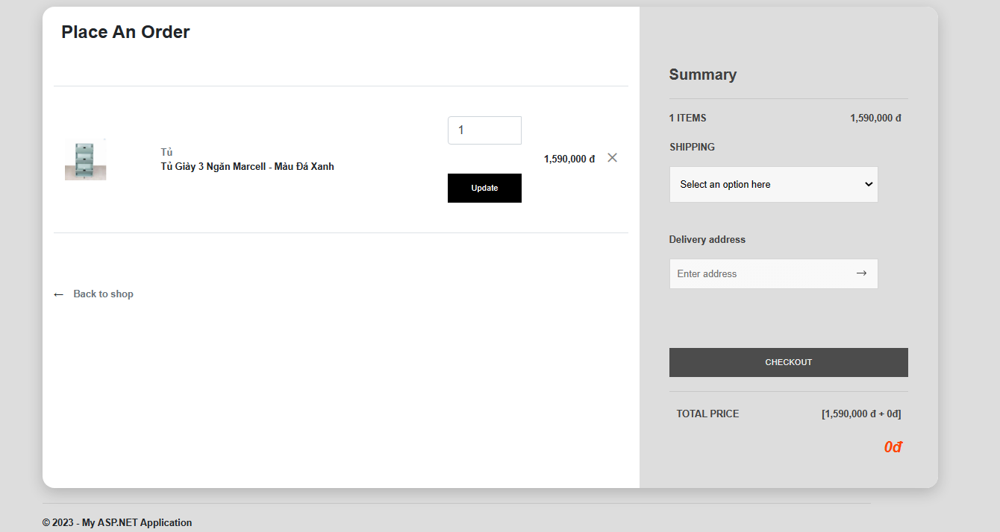 Place An Order
Tủ
Tủ Giày 3 Ngăn Marcell - Màu Đá Xanh
1
Update
1,590,000 đ
← Back to shop
Summary
1 ITEMS 1,590,000 đ
SHIPPING
Select an option here
Delivery address
Enter address →
CHECKOUT
TOTAL PRICE [1,590,000 đ + 0đ]
0đ
© 2023 - My ASP.NET Application